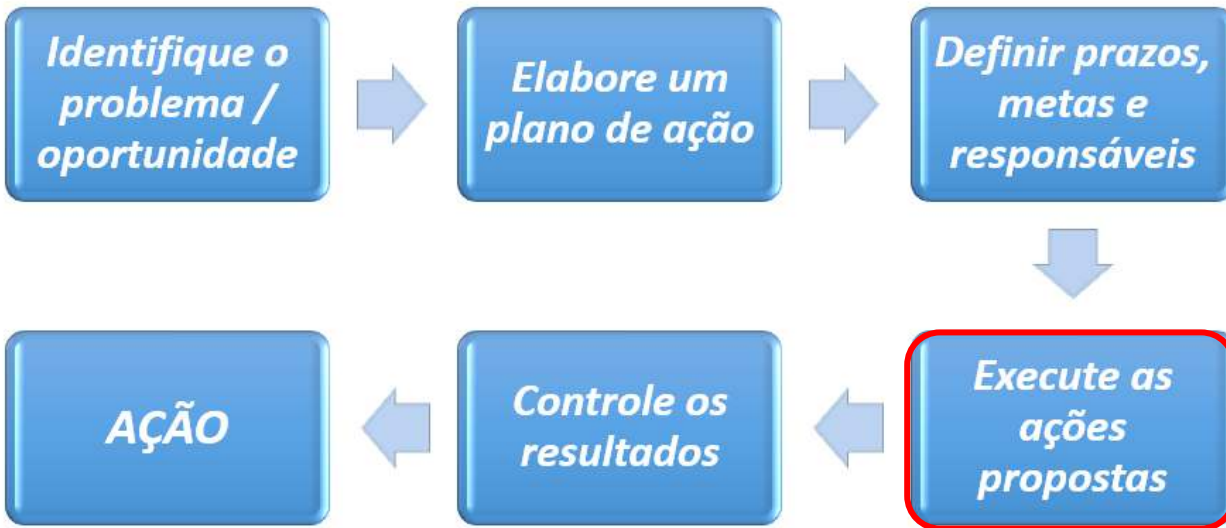 Identifique o
problema /
oportunidade
Elabore um
plano de ação
Definir prazos,
metas e
responsáveis
Execute as
ações
propostas
Controle os
resultados
AÇÃO